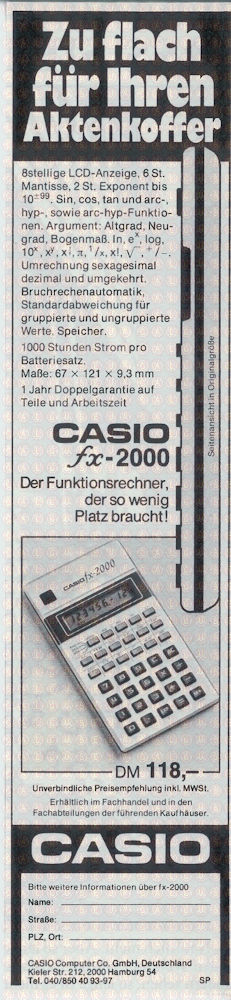 Zu flach
für Ihren
Aktenkoffer
8stellige LCD-Anzeige, 6 St.
Mantisse, 2 St. Exponent bis
10±99. Sin, cos, tan und arc-,
hyp-, sowie arc-hyp-Funktio-
nen. Argument: Altgrad, Neu-
grad, Bogenmaß. ln, eˣ, log,
10ˣ, xʸ, π, ¹/x, x!, √, +/-.
Umrechnung sexagesimal
dezimal und umgekehrt.
Bruchrechenautomatik,
Standardabweichung für
gruppierte und ungruppierte
Werte. Speicher.
1000 Stunden Strom pro
Batteriesatz.
Maße: 67 × 121 × 9,3 mm
1 Jahr Doppelgarantie auf
Teile und Arbeitszeit
Seitenansicht in Originalgröße
CASIO
fx-2000
Der Funktionsrechner,
der so wenig
Platz braucht!
CASIO fx-2000
DM 118,–
Unverbindliche Preisempfehlung inkl. MWSt.
Erhältlich im Fachhandel und in den
Fachabteilungen der führenden Kaufhäuser.
CASIO
Bitte weitere Informationen über fx-2000
Name:
Straße:
PLZ, Ort:
CASIO Computer Co. GmbH, Deutschland
Kieler Str. 212, 2000 Hamburg 54
Tel. 040/850 40 93-97
SP